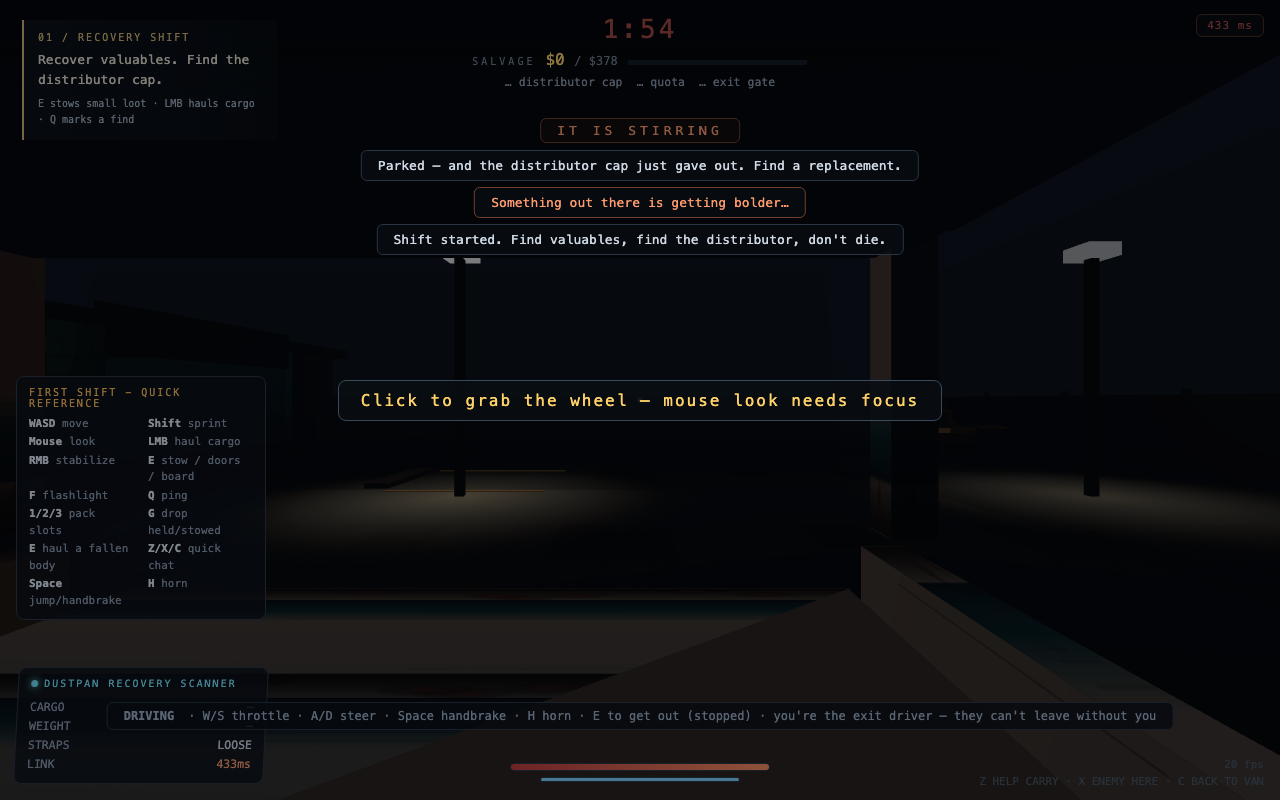 01 / RECOVERY SHIFT
Recover valuables. Find the
distributor cap.
E stows small loot · LMB hauls cargo
· Q marks a find
1:54
SALVAGE $0 / $378
… distributor cap … quota … exit gate
433 ms
IT IS STIRRING
Parked — and the distributor cap just gave out. Find a replacement.
Something out there is getting bolder…
Shift started. Find valuables, find the distributor, don't die.
Click to grab the wheel — mouse look needs focus
FIRST SHIFT — QUICK
REFERENCE
WASD move
Shift sprint
Mouse look
LMB haul cargo
RMB stabilize
E stow / doors
/ board
F flashlight
Q ping
1/2/3 pack
slots
G drop
held/stowed
E haul a fallen
body
Z/X/C quick
chat
Space
jump/handbrake
H horn
DUSTPAN RECOVERY SCANNER
CARGO
WEIGHT
STRAPS LOOSE
LINK 433ms
DRIVING · W/S throttle · A/D steer · Space handbrake · H horn · E to get out (stopped) · you're the exit driver — they can't leave without you
20 fps
Z HELP CARRY · X ENEMY HERE · C BACK TO VAN